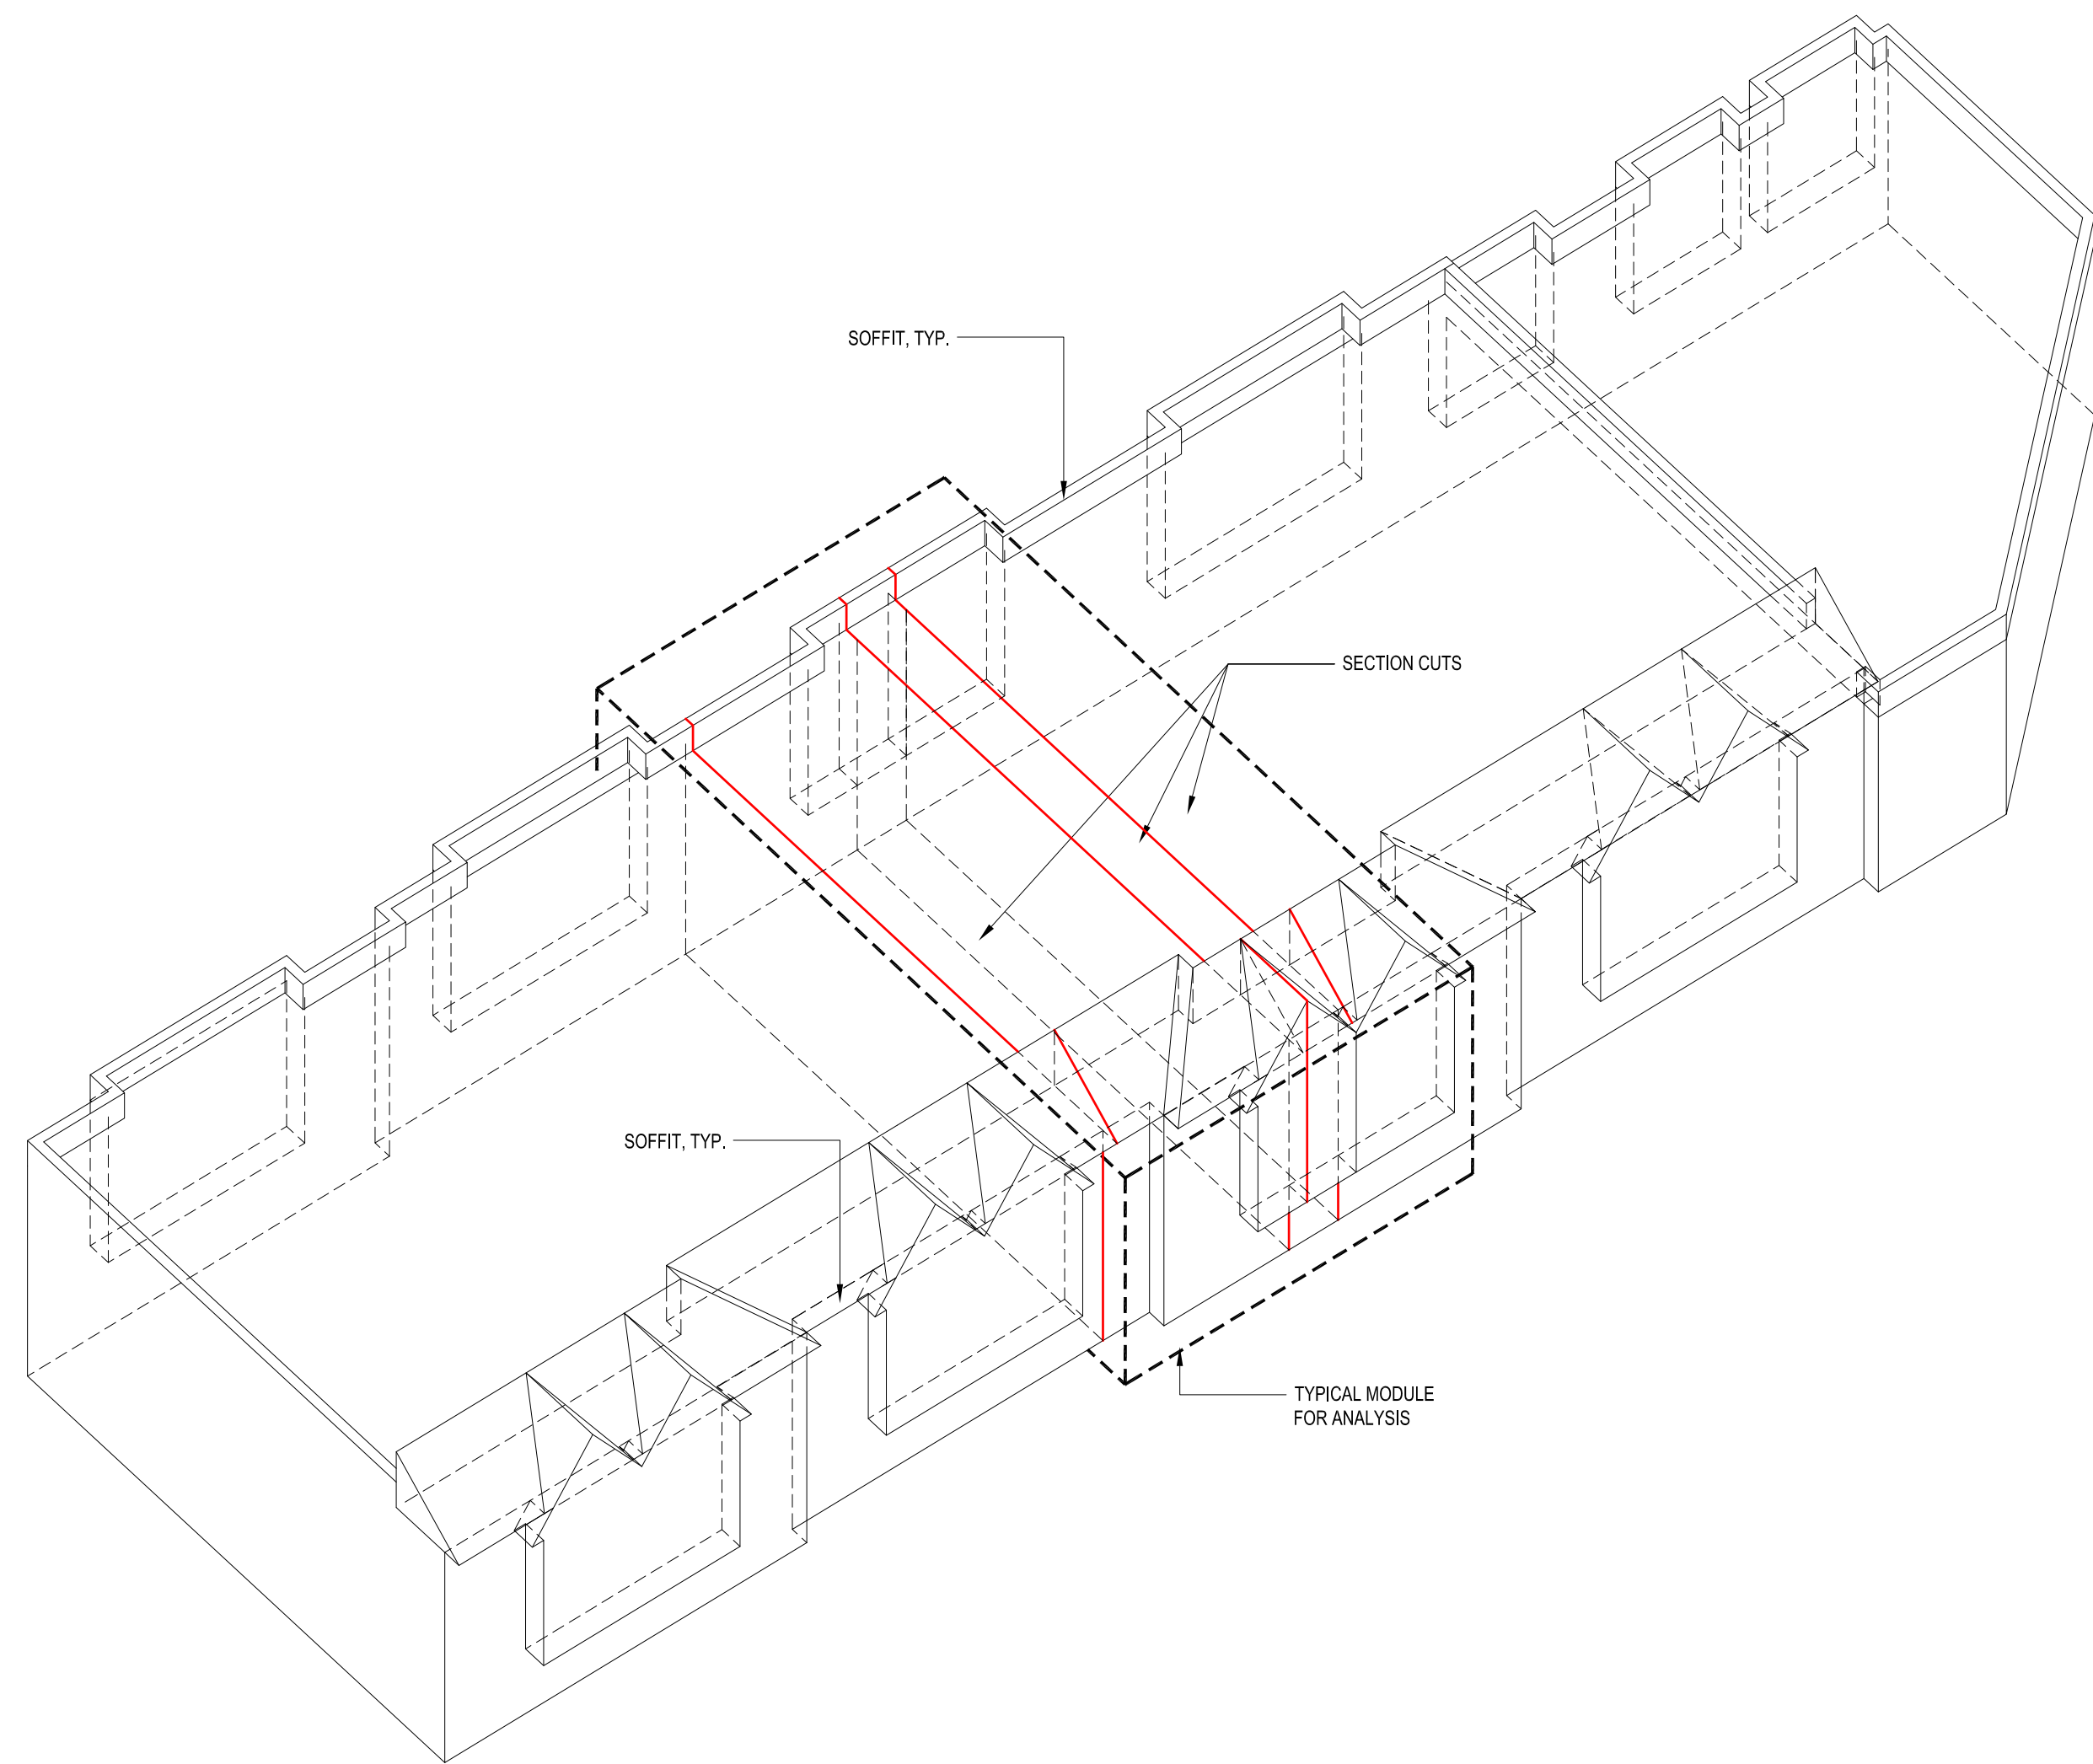 SOFFIT, TYP.
SECTION CUTS
SOFFIT, TYP.
TYPICAL MODULE
FOR ANALYSIS